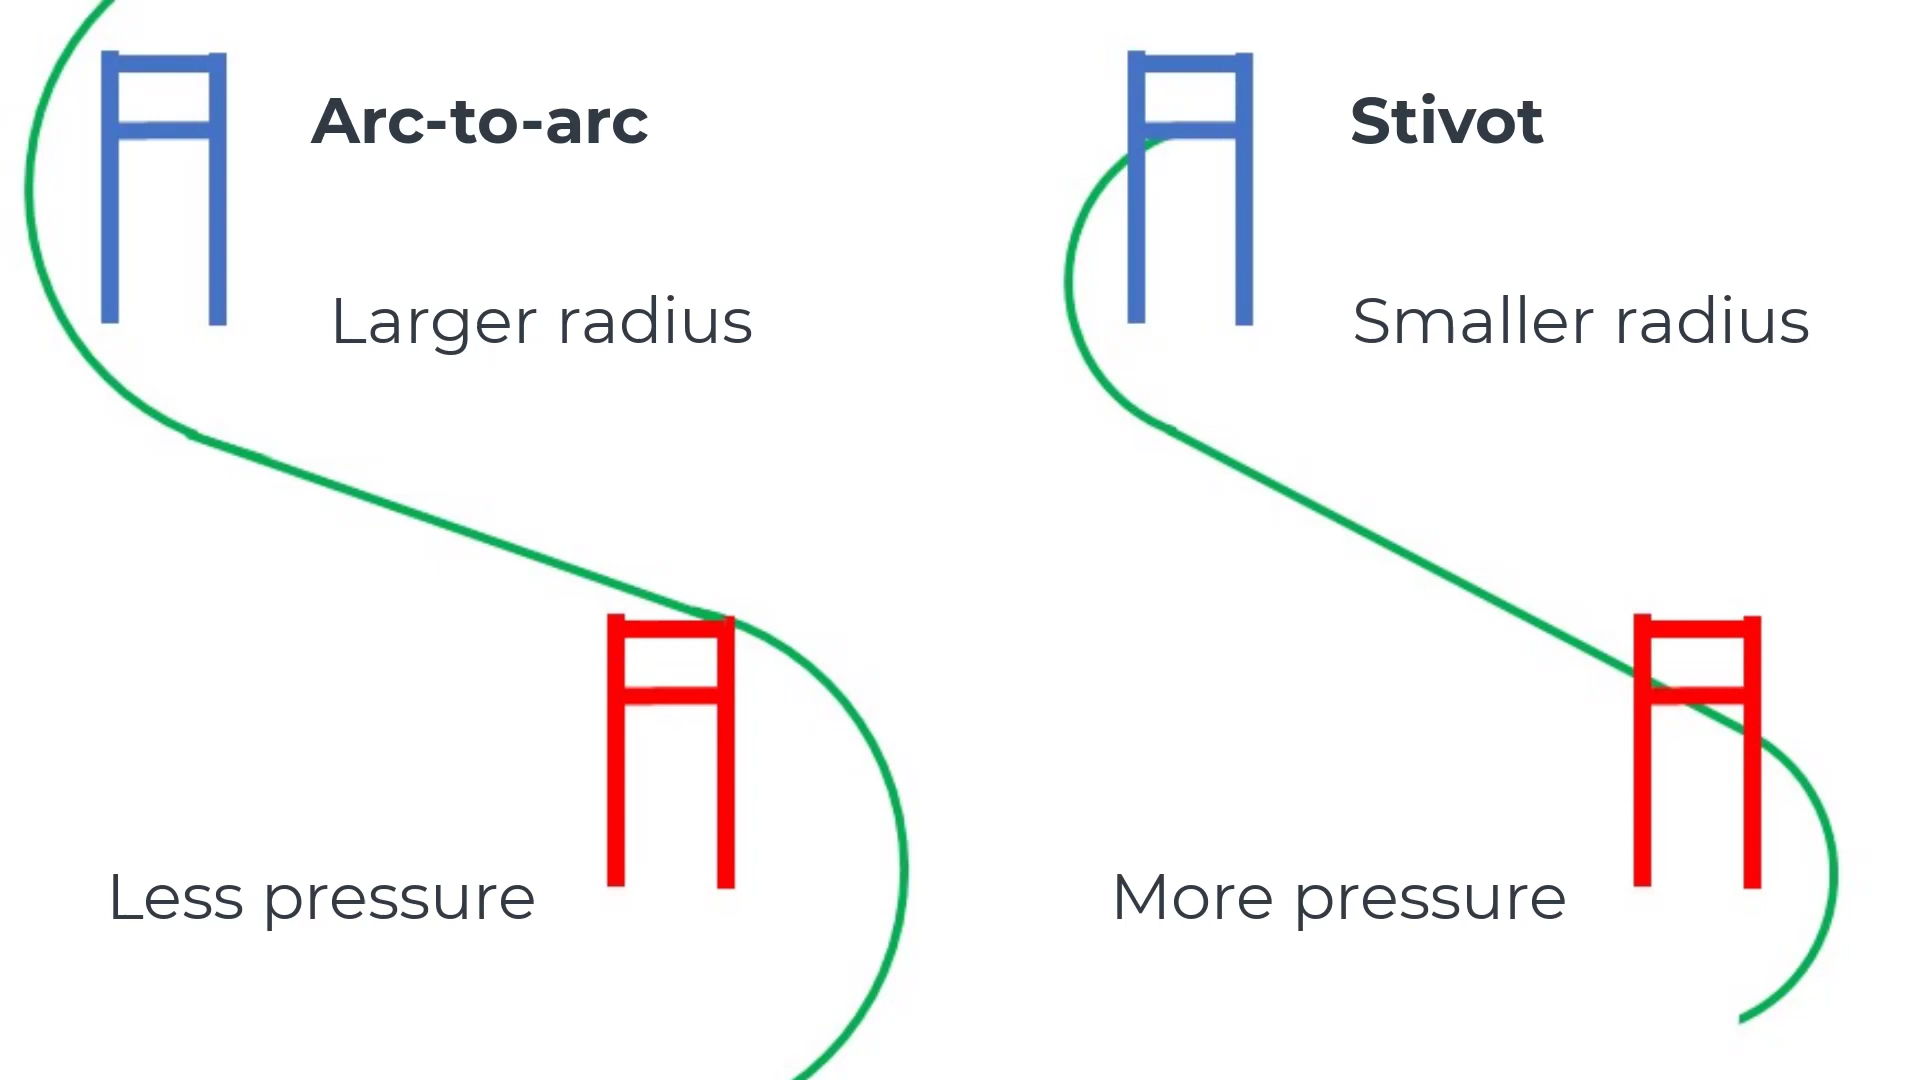 Arc-to-arc
Larger radius
Less pressure
Stivot
Smaller radius
More pressure